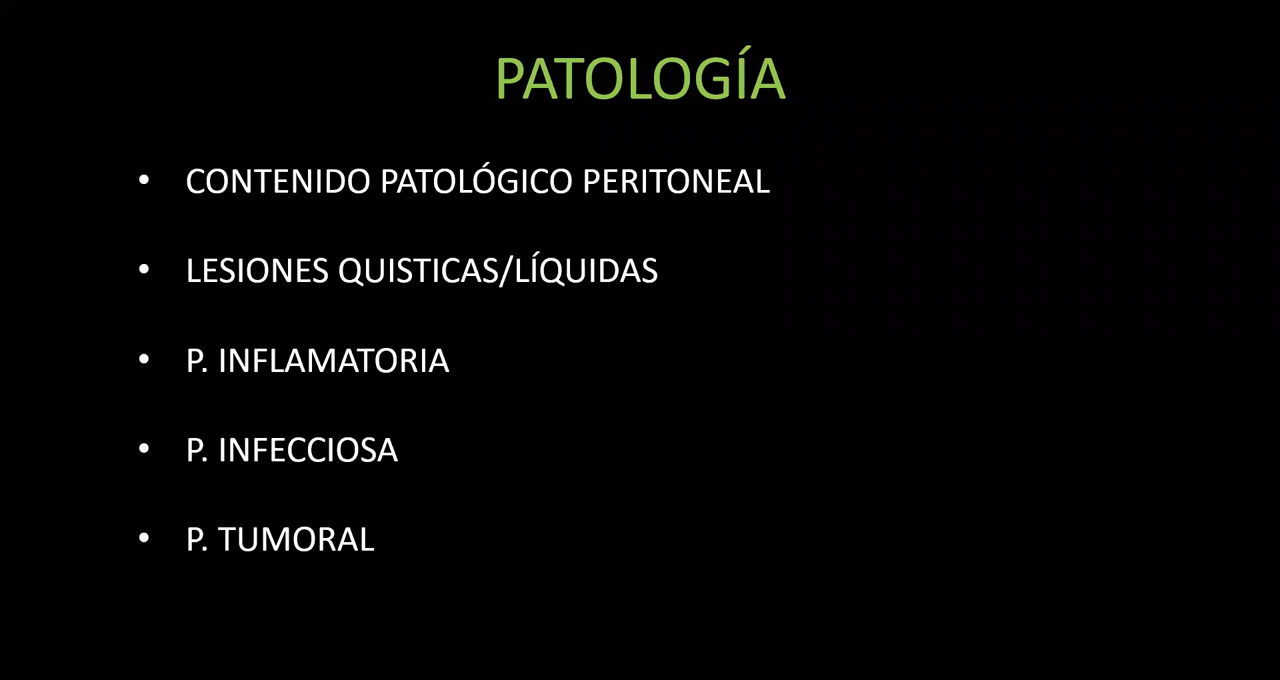 PATOLOGÍA
• CONTENIDO PATOLÓGICO PERITONEAL
• LESIONES QUISTICAS/LÍQUIDAS
• P. INFLAMATORIA
• P. INFECCIOSA
• P. TUMORAL